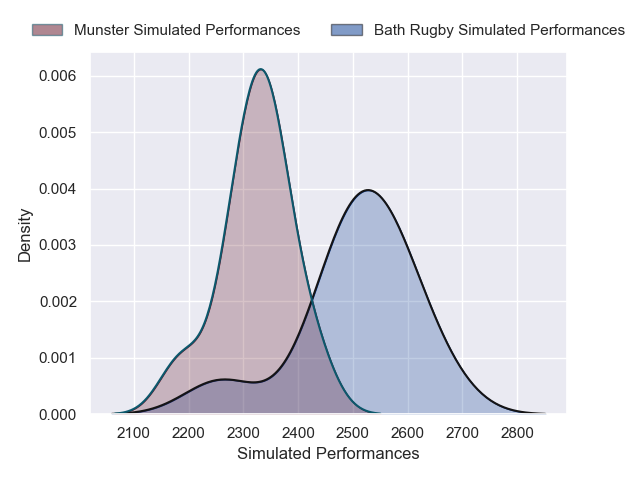 Munster Simulated Performances
Bath Rugby Simulated Performances
0.006
0.005
0.004
0.003
0.002
0.001
0.000
Density
2100 2200 2300 2400 2500 2600 2700 2800
Simulated Performances